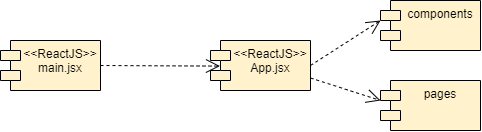 <<ReactJS>>
main.jsx
<<ReactJS>>
App.jsx
components
pages